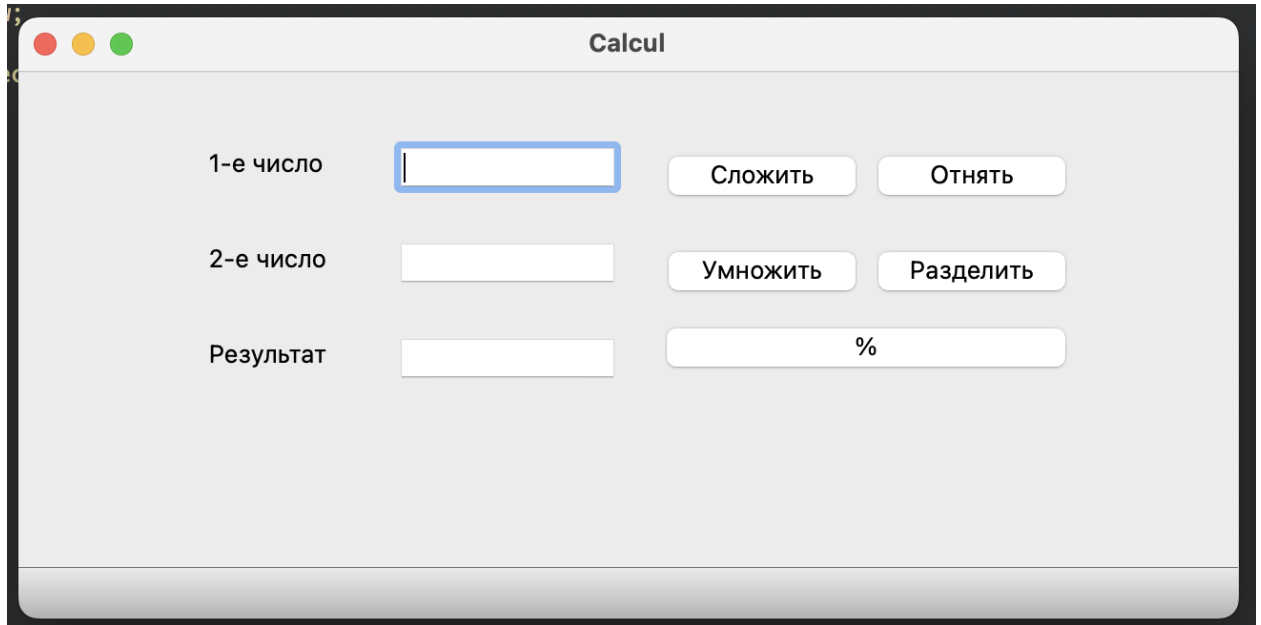 Calcul
1-е число
Сложить
Отнять
2-е число
Умножить
Разделить
Результат
%